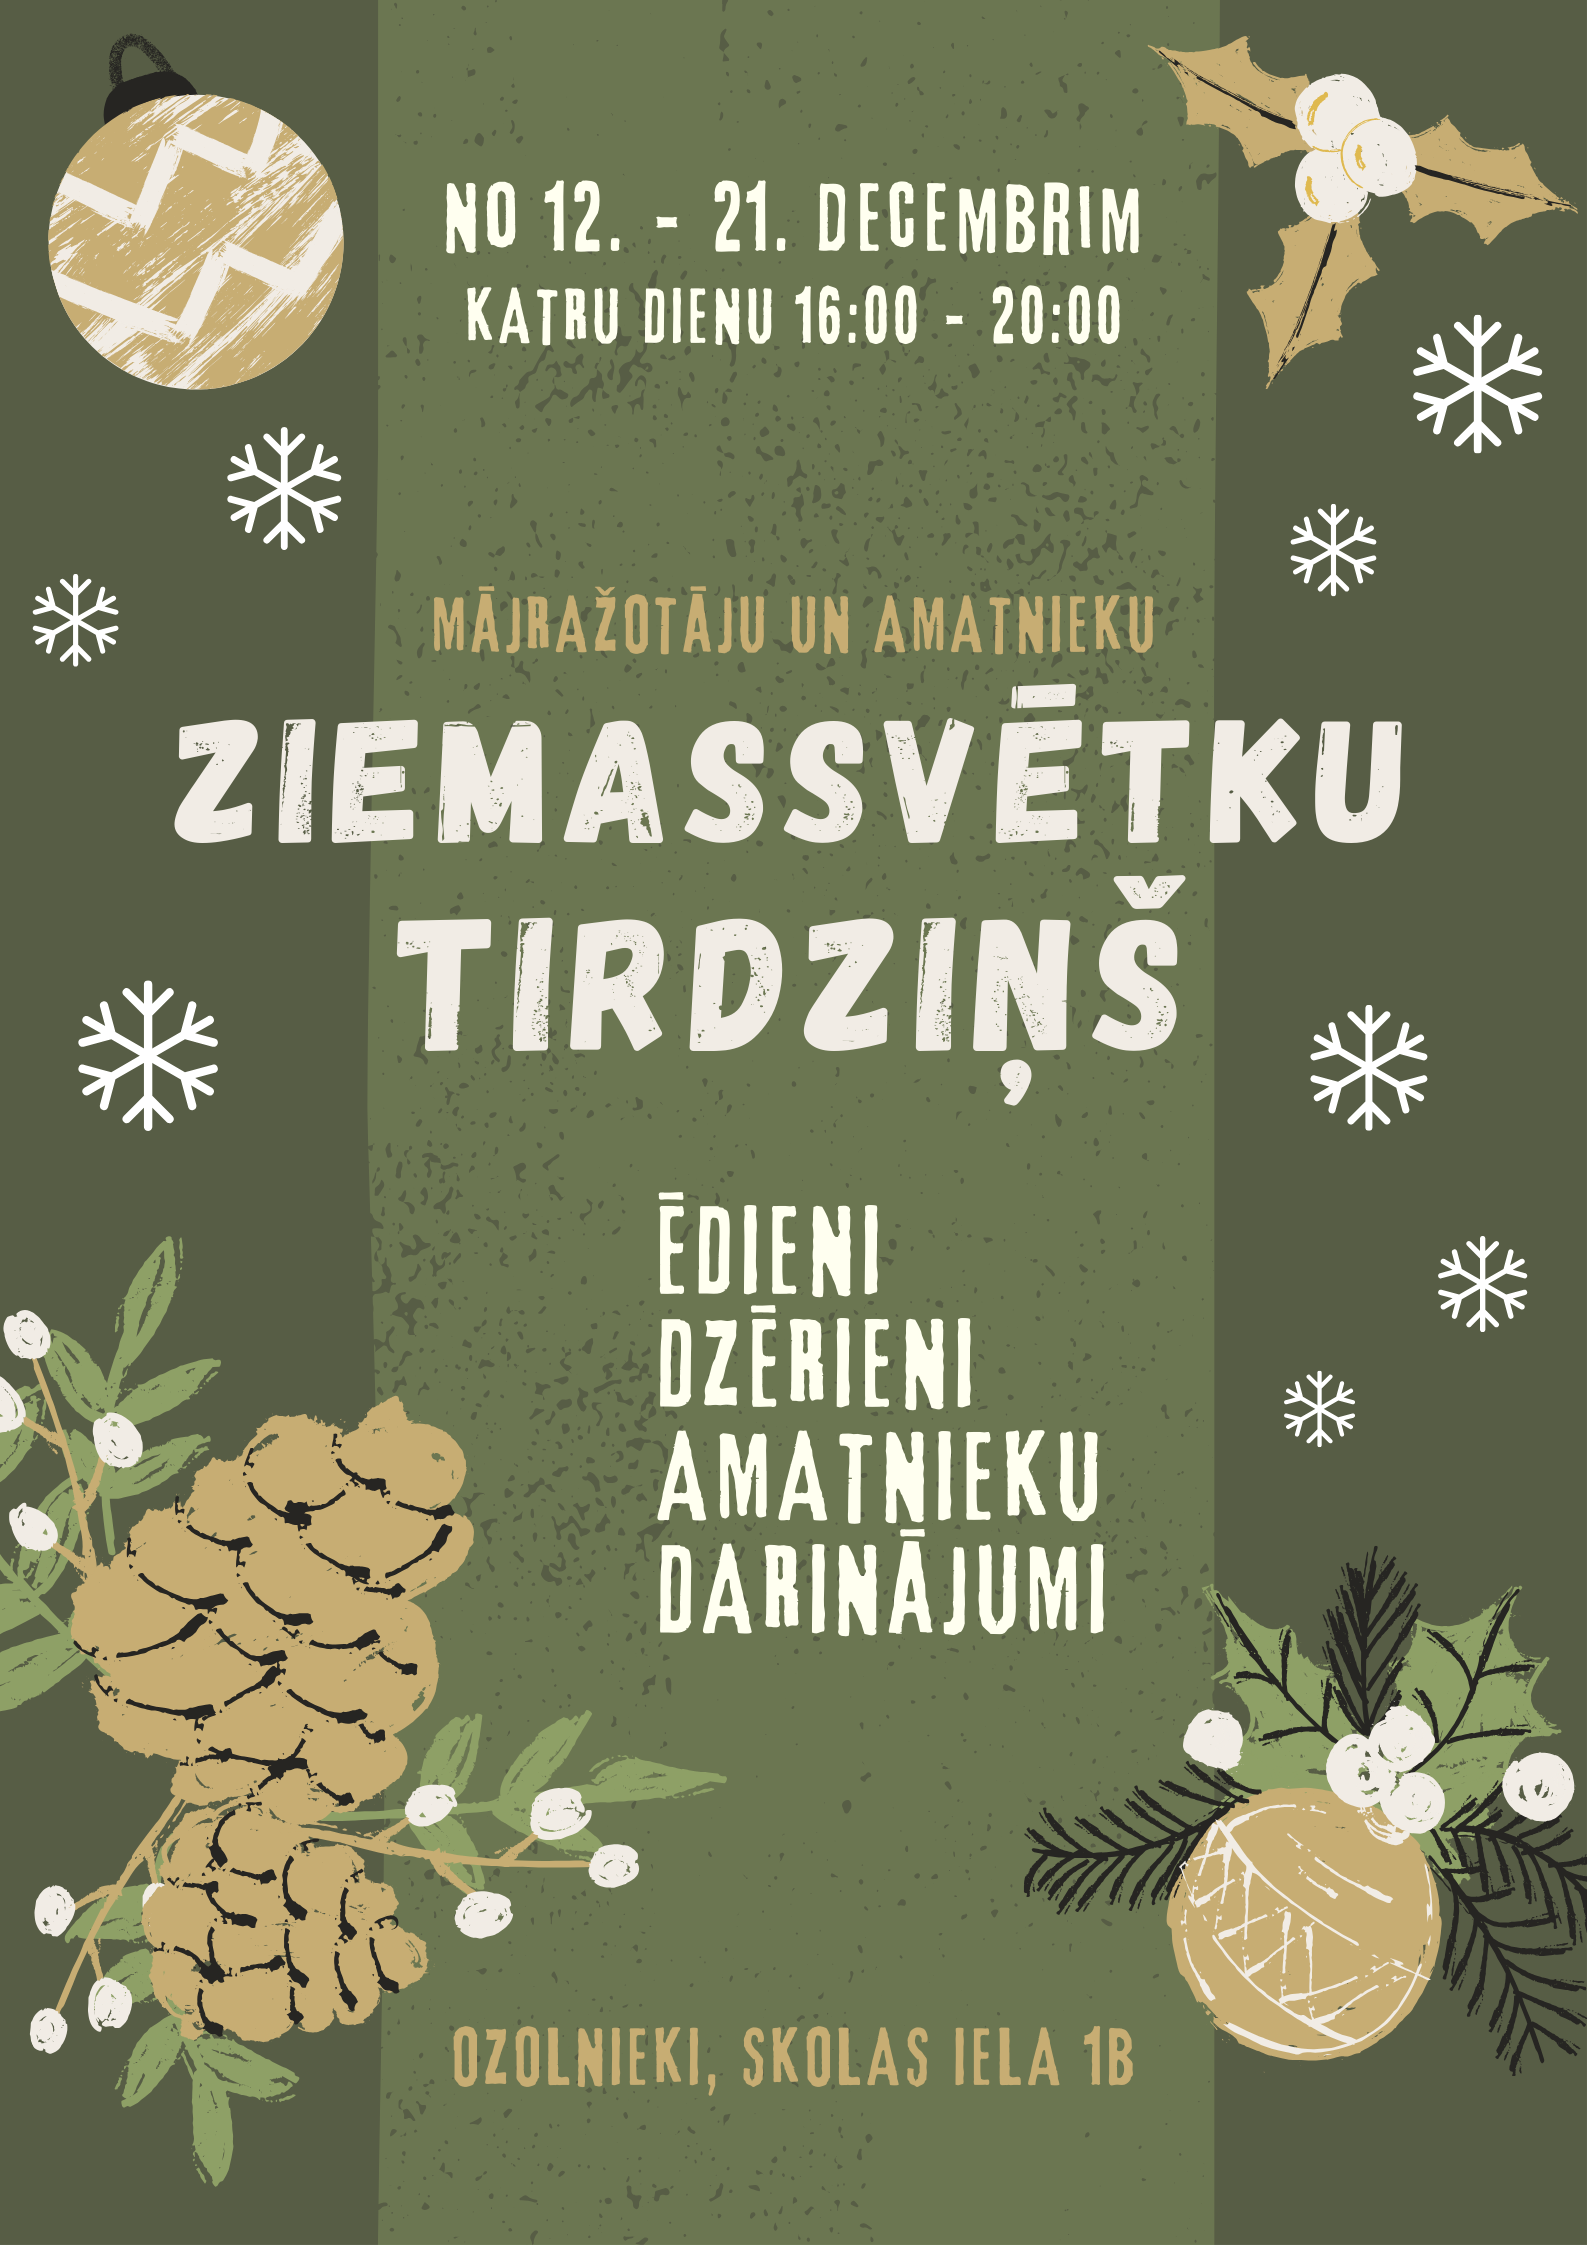 NO 12. - 21. DECEMBRIM
KATRU DIENU 16:00 - 20:00
MĀJRAŽOTĀJU UN AMATNIEKU
ZIEMASSVĒTKU
TIRDZIŅŠ
ĒDIENI
DZĒRIENI
AMATNIEKU
DARINĀJUMI
OZOLNIEKI, SKOLAS IELA 1B